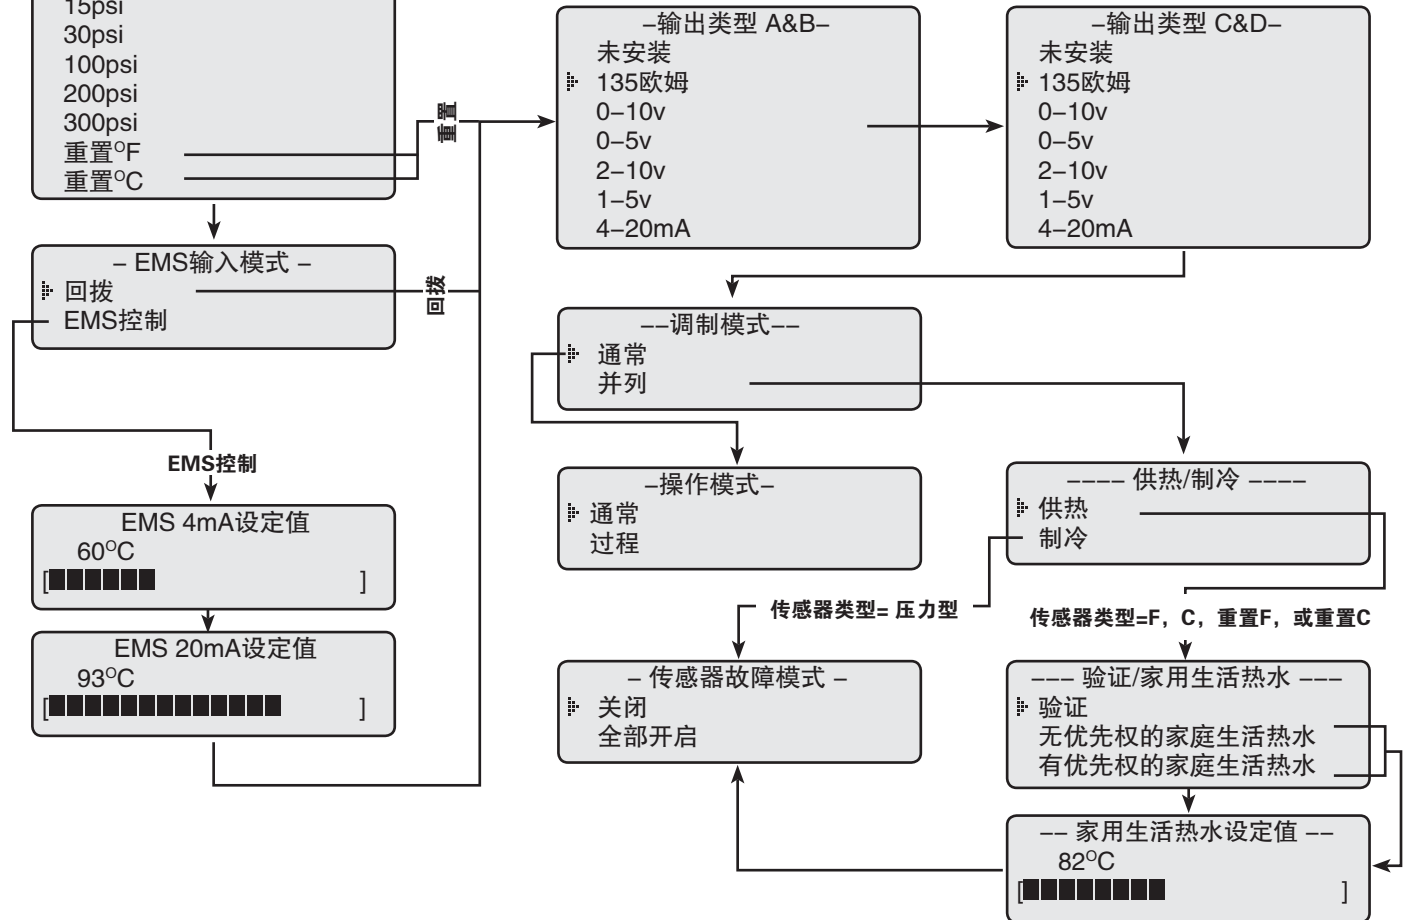 15psi
30psi
100psi
200psi
300psi
重置°F
重置°C
重置
– EMS输入模式 –
回拨
EMS控制
回拨
EMS控制
EMS 4mA设定值
60°C
[ ]
EMS 20mA设定值
93°C
[ ]
–输出类型 A&B–
未安装
135欧姆
0–10v
0–5v
2–10v
1–5v
4–20mA
–输出类型 C&D–
未安装
135欧姆
0–10v
0–5v
2–10v
1–5v
4–20mA
––调制模式––
通常
并列
–操作模式–
通常
过程
–––– 供热/制冷 ––––
供热
制冷
传感器类型= 压力型
传感器类型=F，C，重置F，或重置C
– 传感器故障模式 –
关闭
全部开启
––– 验证/家用生活热水 –––
验证
无优先权的家庭生活热水
有优先权的家庭生活热水
–– 家用生活热水设定值 ––
82°C
[ ]